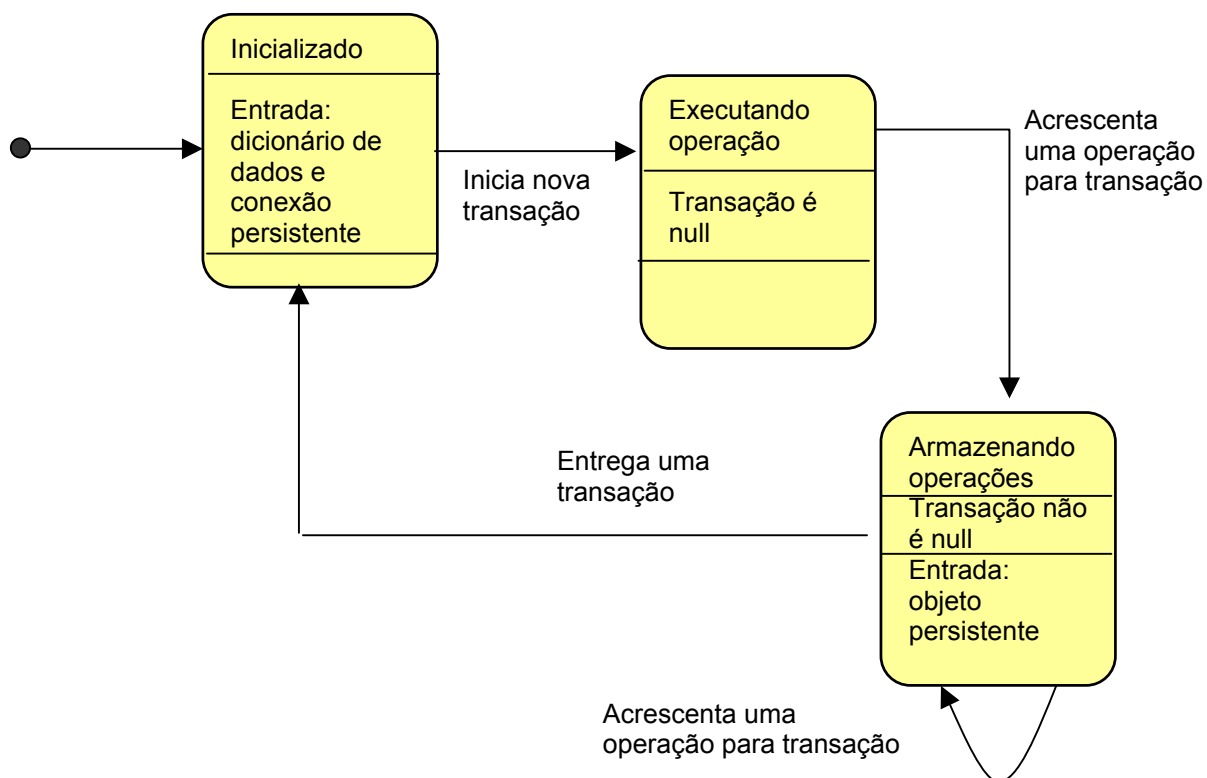 Inicializado
Entrada:
dicionário de
dados e
conexão
persistente
Inicia nova
transação
Executando
operação
Transação é
null
Acrescenta
uma operação
para transação
Armazenando
operações
Transação não
é null
Entrada:
objeto
persistente
Entrega uma
transação
Acrescenta uma
operação para transação